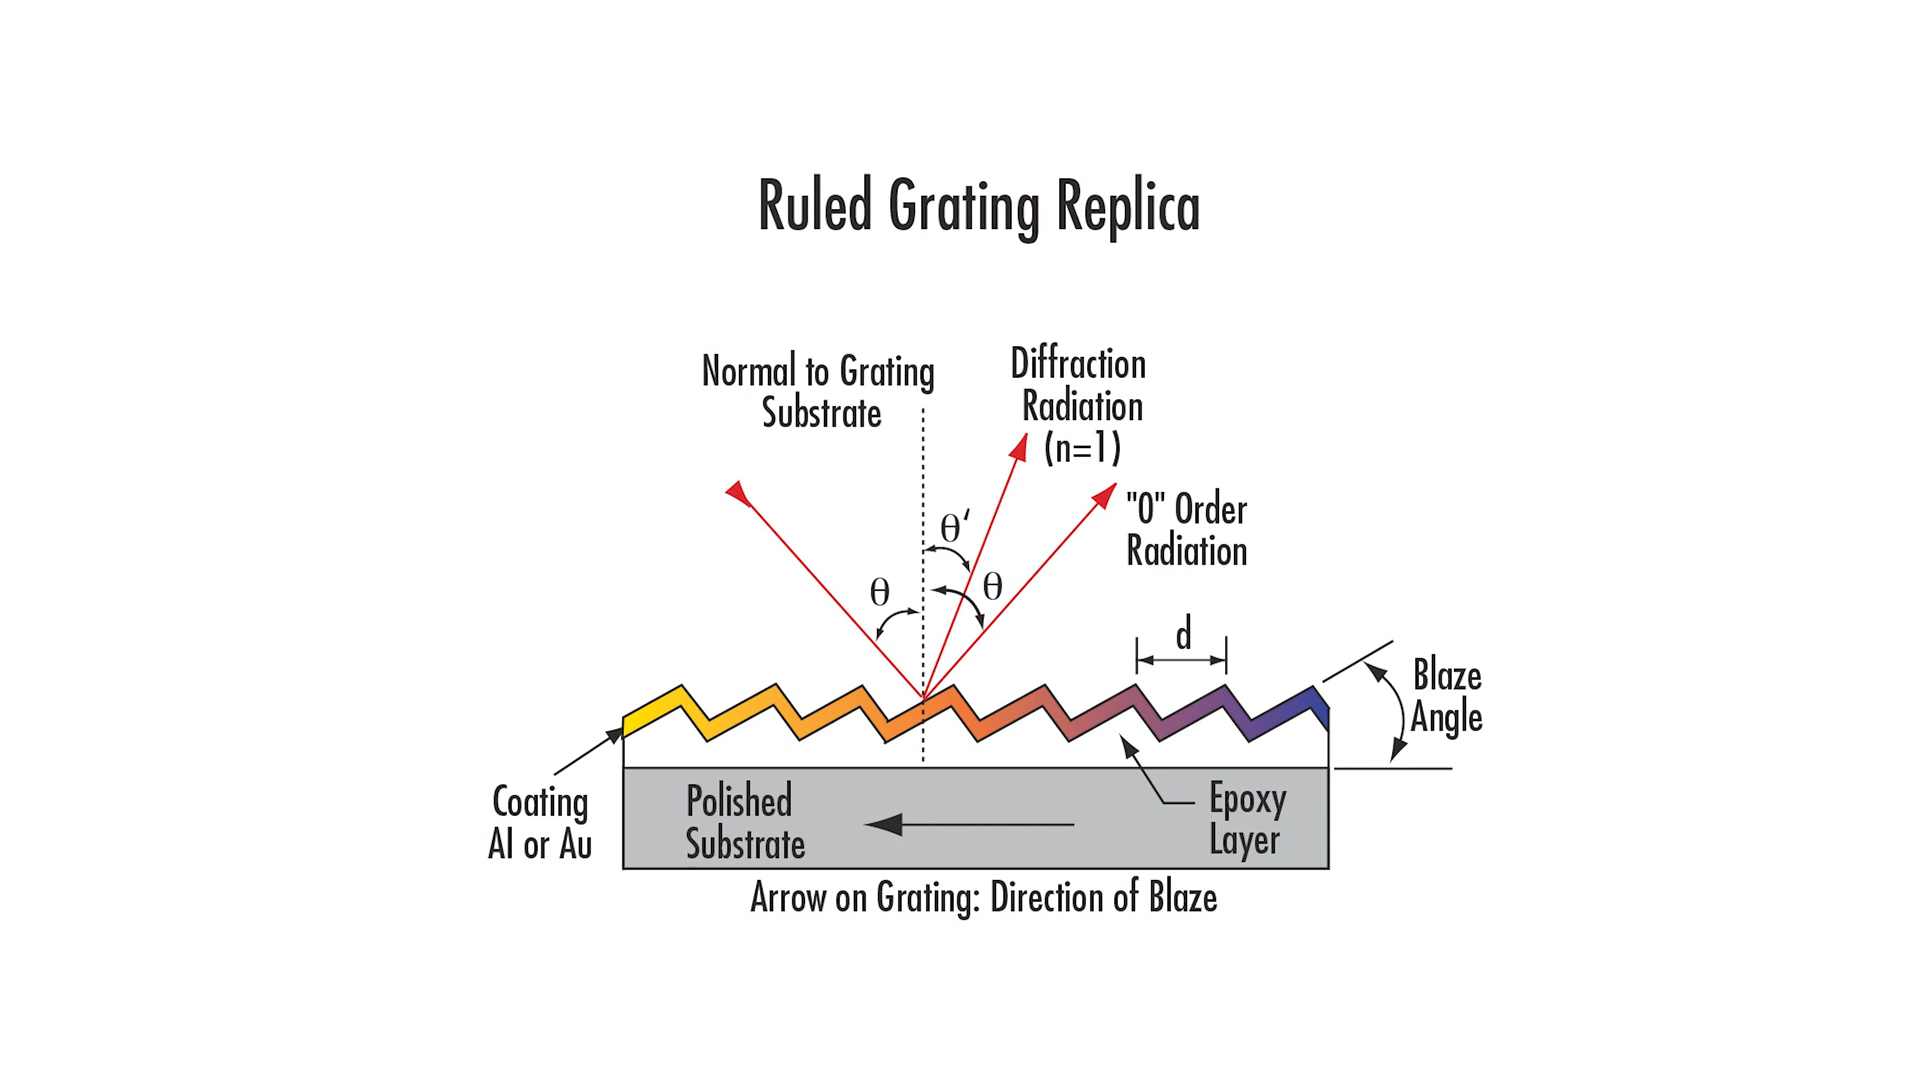 Ruled Grating Replica
Normal to Grating
Substrate
Diffraction
Radiation
(n=1)
"0" Order
Radiation
θ′
θ
θ
d
Blaze
Angle
Coating
Al or Au
Polished
Substrate
Epoxy
Layer
Arrow on Grating: Direction of Blaze